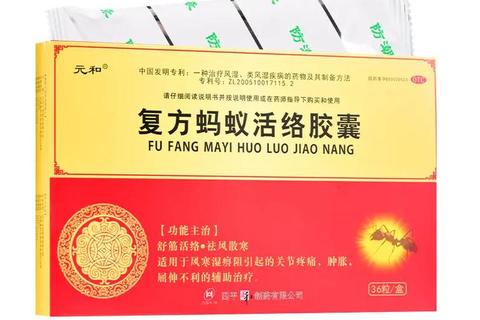 元和
中国发明专利：一种治疗风湿、类风湿疾病的药物及其制备方法
专利号：ZL200510017115.2
OTC
请仔细阅读说明书并按说明使用或在药师指导下购买和使用
复方蚂蚁活络胶囊
FU FANG MAYI HUO LUO JIAO NANG
【功能主治】
舒筋活络•祛风散寒
适用于风寒湿痹阻引起的关节疼痛、肿胀、
屈伸不利的辅助治疗。
36粒/盒